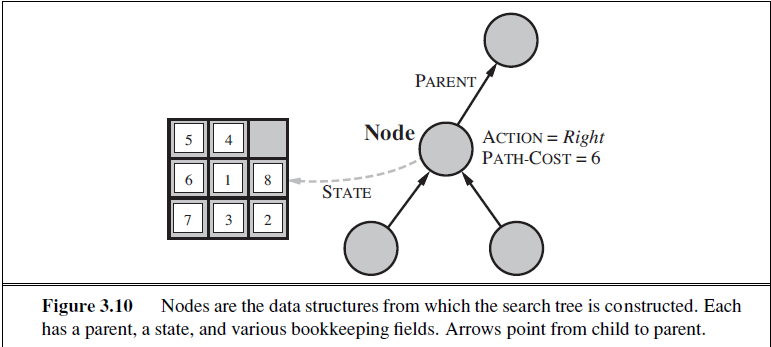 PARENT
Node
ACTION = Right
PATH-COST = 6
STATE
5 4
6 1 8
7 3 2
Figure 3.10 Nodes are the data structures from which the search tree is constructed. Each
has a parent, a state, and various bookkeeping fields. Arrows point from child to parent.